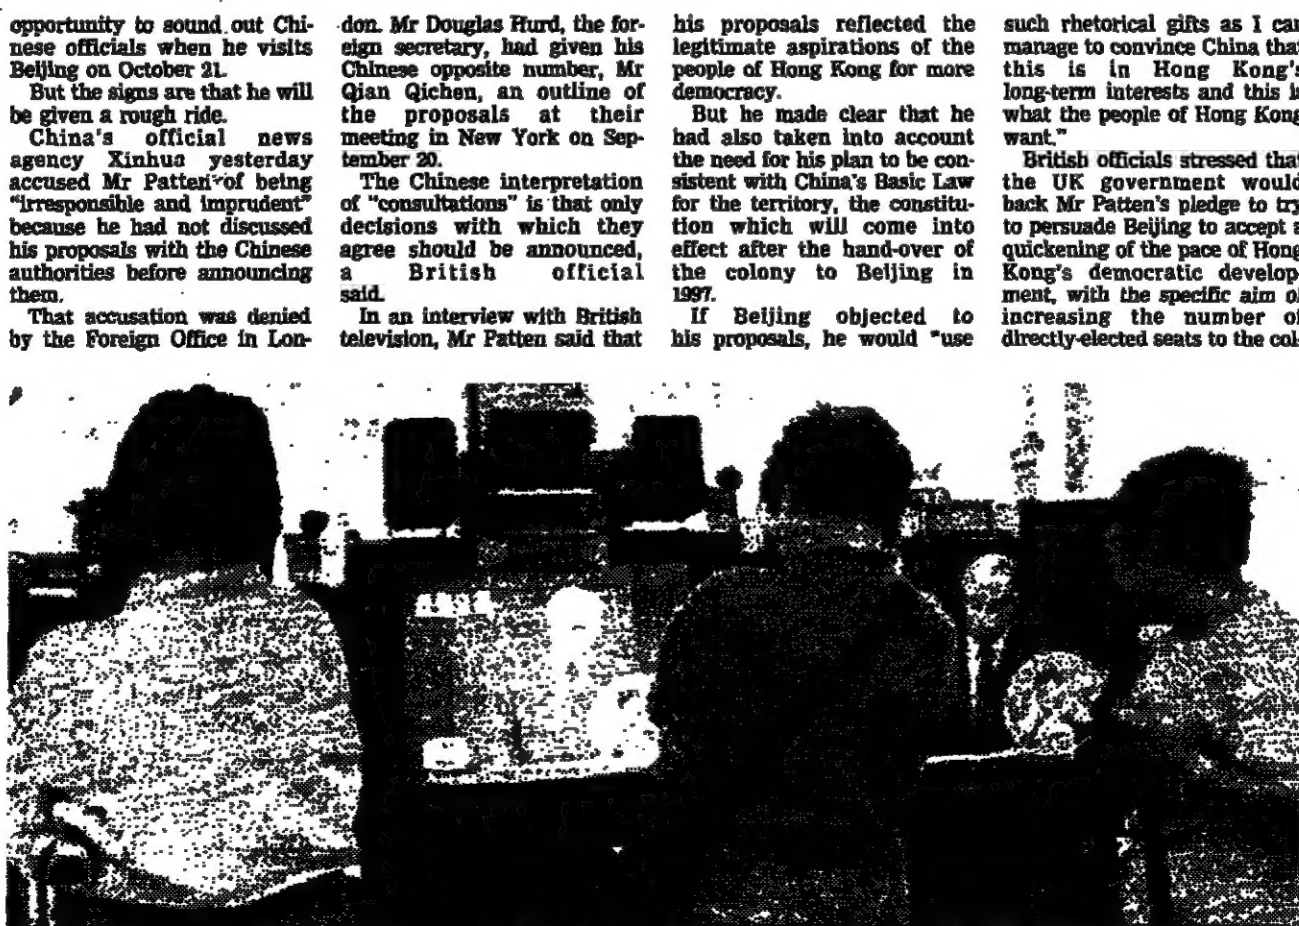 opportunity to sound out Chi-
nese officials when he visits
Beijing on October 21.
But the signs are that he will
be given a rough ride.
China's official news
agency Xinhua yesterday
accused Mr Patten of being
"irresponsible and imprudent"
because he had not discussed
his proposals with the Chinese
authorities before announcing
them.
That accusation was denied
by the Foreign Office in Lon-
don. Mr Douglas Hurd, the for-
eign secretary, had given his
Chinese opposite number, Mr
Qian Qichen, an outline of
the proposals at their
meeting in New York on Sep-
tember 20.
The Chinese interpretation
of "consultations" is that only
decisions with which they
agree should be announced,
a British official
said.
In an interview with British
television, Mr Patten said that
his proposals reflected the
legitimate aspirations of the
people of Hong Kong for more
democracy.
But he made clear that he
had also taken into account
the need for his plan to be con-
sistent with China's Basic Law
for the territory, the constitu-
tion which will come into
effect after the hand-over of
the colony to Beijing in
1997.
If Beijing objected to
his proposals, he would "use
such rhetorical gifts as I can
manage to convince China that
this is in Hong Kong's
long-term interests and this is
what the people of Hong Kong
want."
British officials stressed that
the UK government would
back Mr Patten's pledge to try
to persuade Beijing to accept a
quickening of the pace of Hong
Kong's democratic develop-
ment, with the specific aim of
increasing the number of
directly-elected seats to the col-